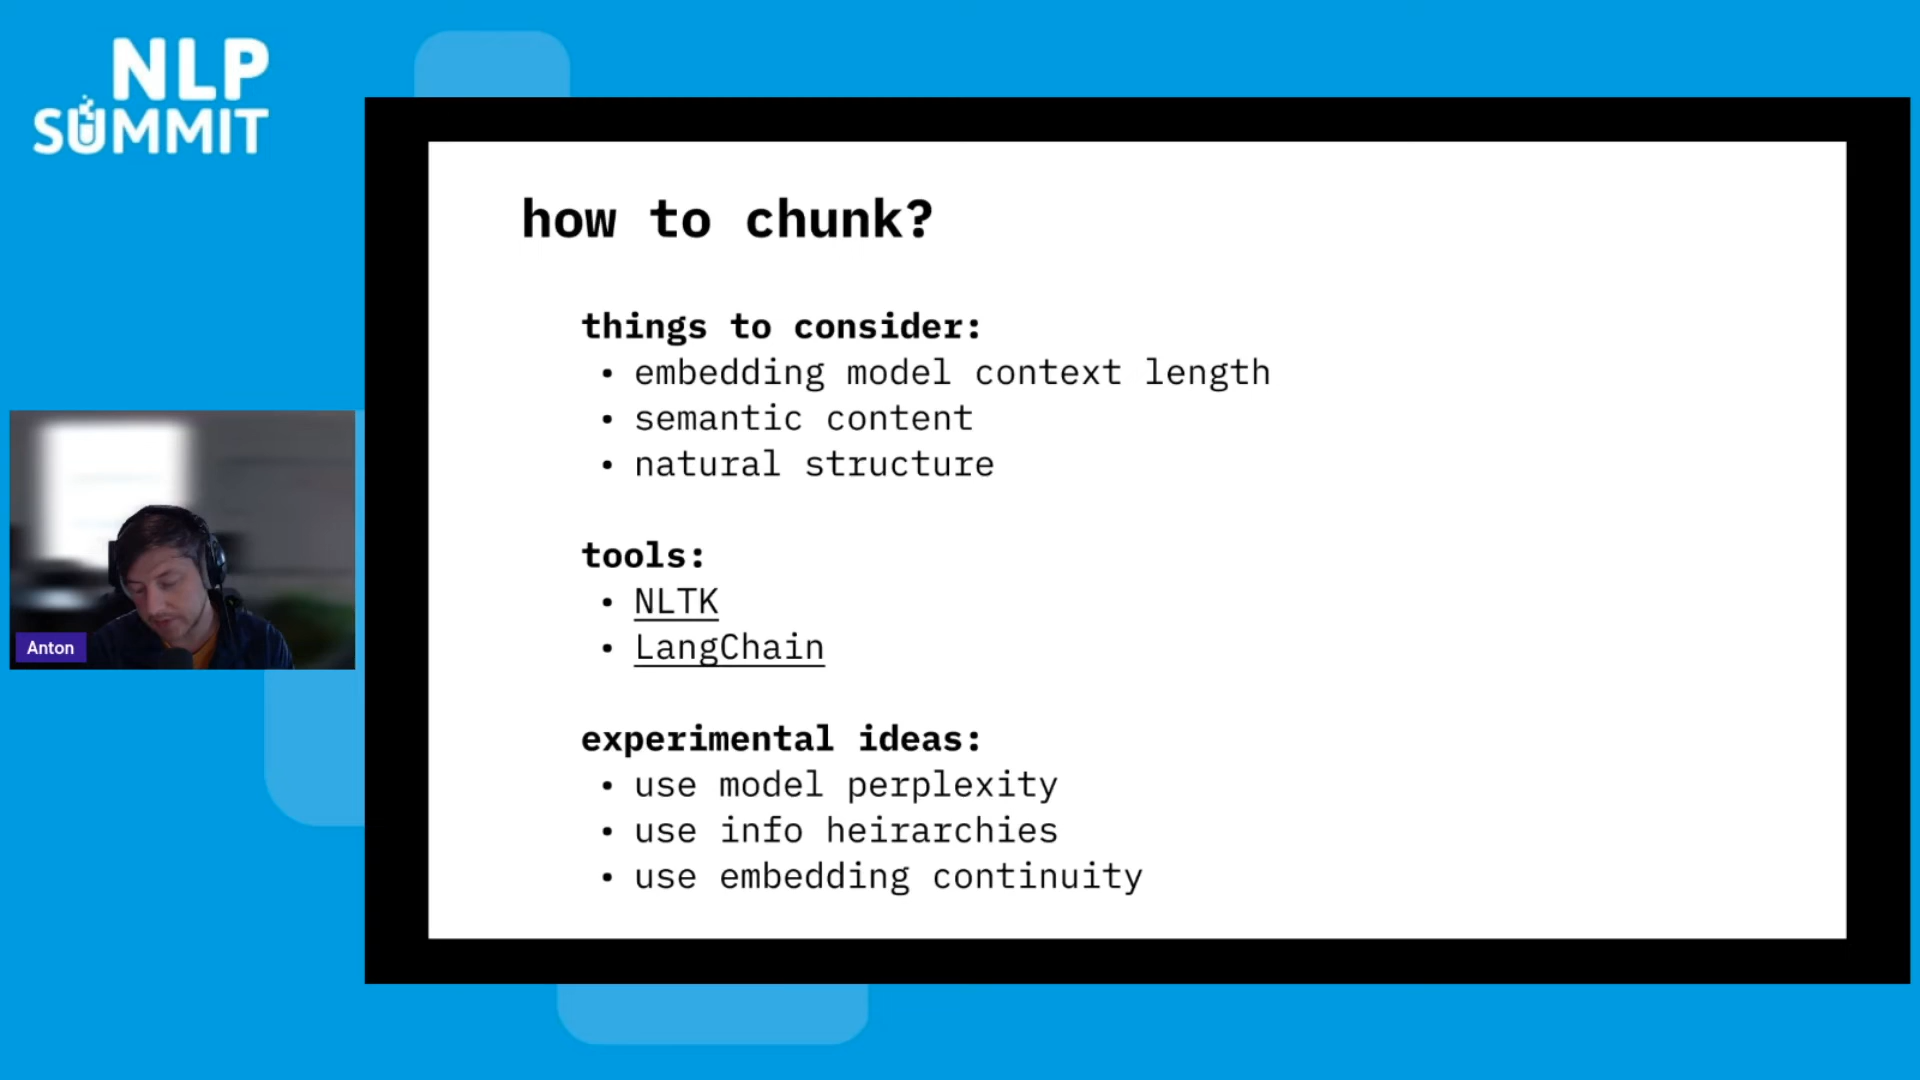 NLP
SUMMIT
how to chunk?
things to consider:
• embedding model context length
• semantic content
• natural structure
tools:
• NLTK
• LangChain
experimental ideas:
• use model perplexity
• use info heirarchies
• use embedding continuity
Anton